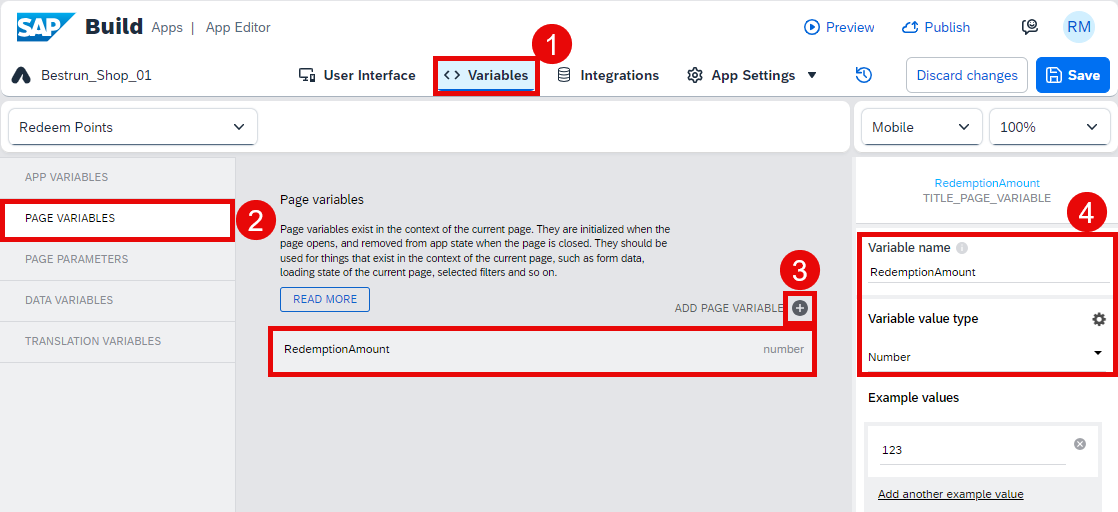 SAP Build Apps | App Editor Preview Publish RM
1
Bestrun_Shop_01 User Interface <> Variables Integrations App Settings Discard changes Save
Redeem Points Mobile 100%
APP VARIABLES
PAGE VARIABLES
2
PAGE PARAMETERS
DATA VARIABLES
TRANSLATION VARIABLES
Page variables
Page variables exist in the context of the current page. They are initialized when the
page opens, and removed from app state when the page is closed. They should be
used for things that exist in the context of the current page, such as form data,
loading state of the current page, selected filters and so on.
READ MORE
3
ADD PAGE VARIABLE
RedemptionAmount number
RedemptionAmount
TITLE_PAGE_VARIABLE
4
Variable name
RedemptionAmount
Variable value type
Number
Example values
123
Add another example value